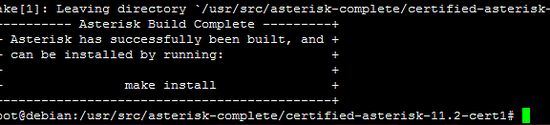 ake[1]: Leaving directory `/usr/src/asterisk-complete/certified-asterisk-
---------- Asterisk Build Complete ---------+
- Asterisk has successfully been built, and +
- can be installed by running: +
- +
- make install +
-------------------------------------------+
oot@debian:/usr/src/asterisk-complete/certified-asterisk-11.2-cert1#